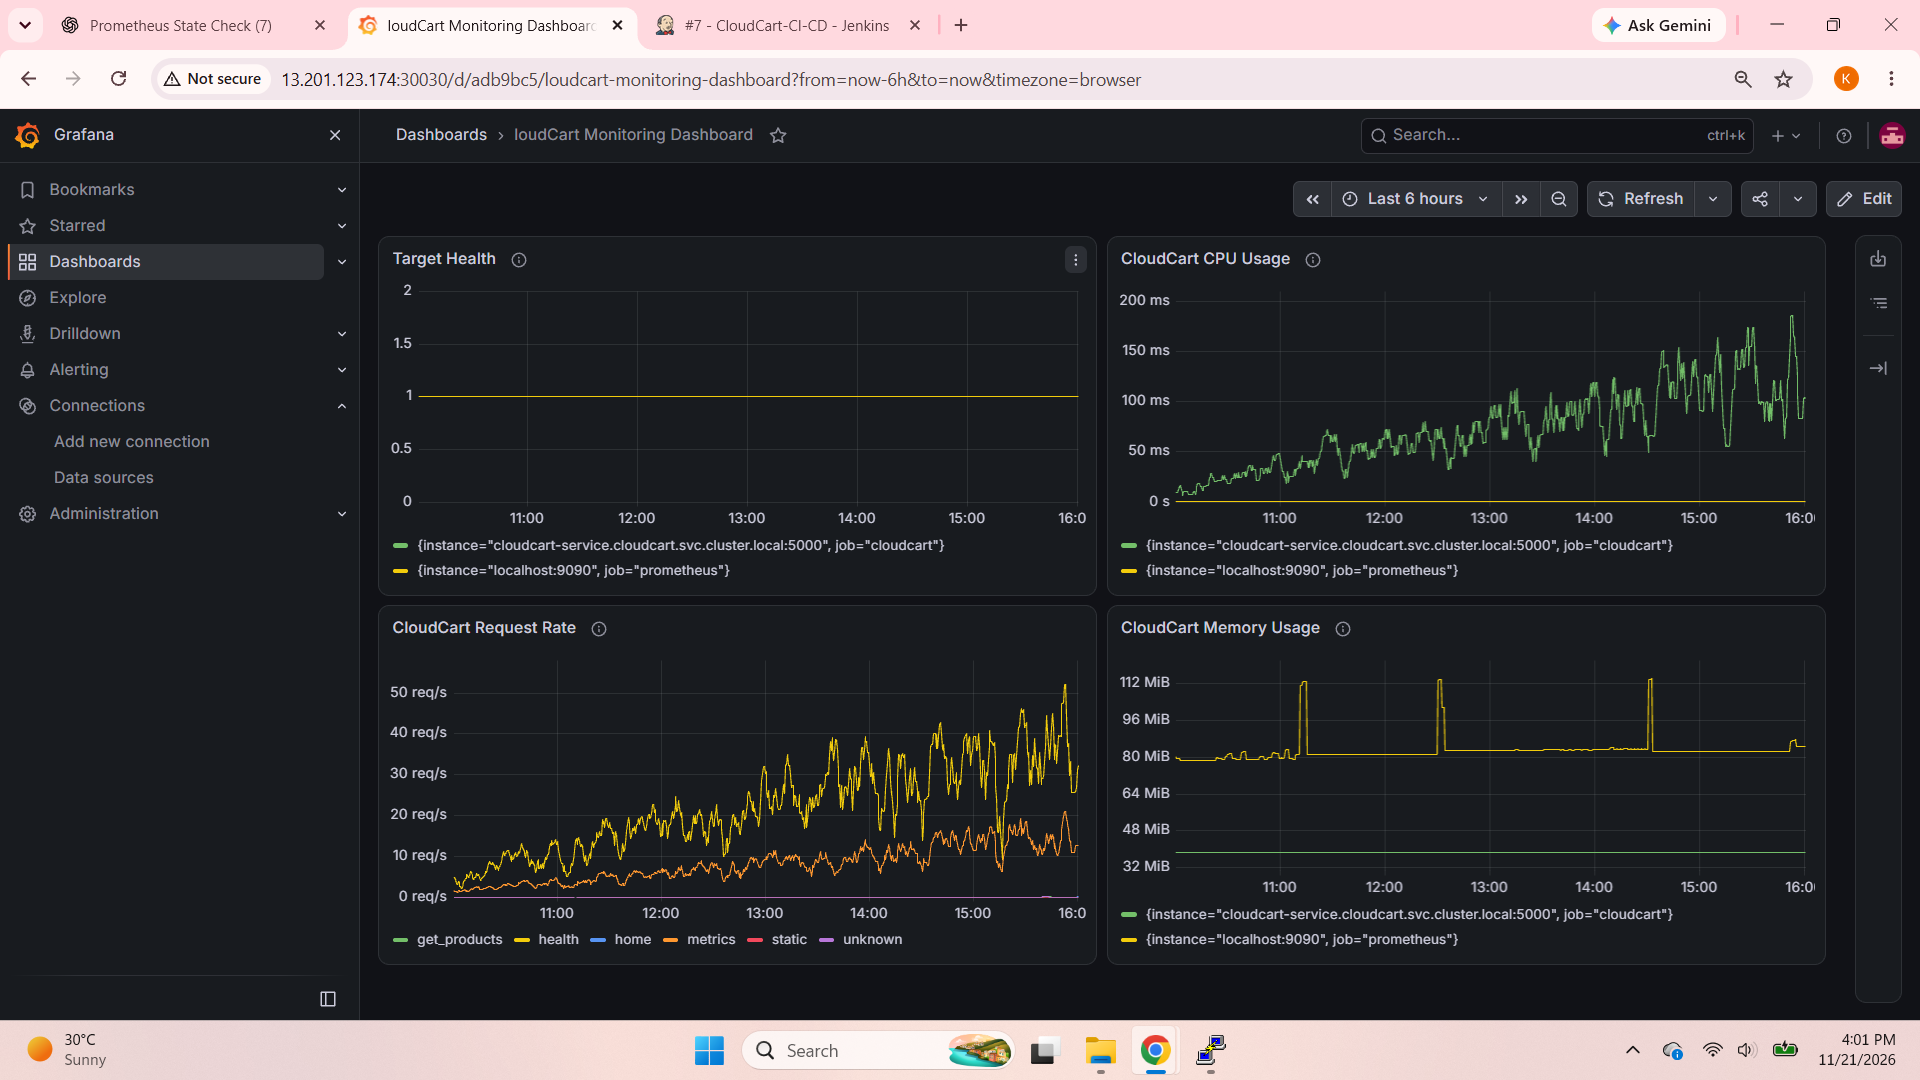 Prometheus State Check (7)
loudCart Monitoring Dashboard
#7 - CloudCart-CI-CD - Jenkins
Ask Gemini
Not secure
13.201.123.174:30030/d/adb9bc5/loudcart-monitoring-dashboard?from=now-6h&to=now&timezone=browser
K
Grafana
Dashboards › loudCart Monitoring Dashboard
Search...
ctrl+k
Bookmarks
Starred
Dashboards
Explore
Drilldown
Alerting
Connections
Add new connection
Data sources
Administration
Last 6 hours
Refresh
Edit
Target Health
2
1.5
1
0.5
0
11:00 12:00 13:00 14:00 15:00 16:0
{instance="cloudcart-service.cloudcart.svc.cluster.local:5000", job="cloudcart"}
{instance="localhost:9090", job="prometheus"}
CloudCart CPU Usage
200 ms
150 ms
100 ms
50 ms
0 s
11:00 12:00 13:00 14:00 15:00 16:0
{instance="cloudcart-service.cloudcart.svc.cluster.local:5000", job="cloudcart"}
{instance="localhost:9090", job="prometheus"}
CloudCart Request Rate
50 req/s
40 req/s
30 req/s
20 req/s
10 req/s
0 req/s
11:00 12:00 13:00 14:00 15:00 16:0
get_products health home metrics static unknown
CloudCart Memory Usage
112 MiB
96 MiB
80 MiB
64 MiB
48 MiB
32 MiB
11:00 12:00 13:00 14:00 15:00 16:0
{instance="cloudcart-service.cloudcart.svc.cluster.local:5000", job="cloudcart"}
{instance="localhost:9090", job="prometheus"}
30°C
Sunny
Search
4:01 PM
11/21/2026